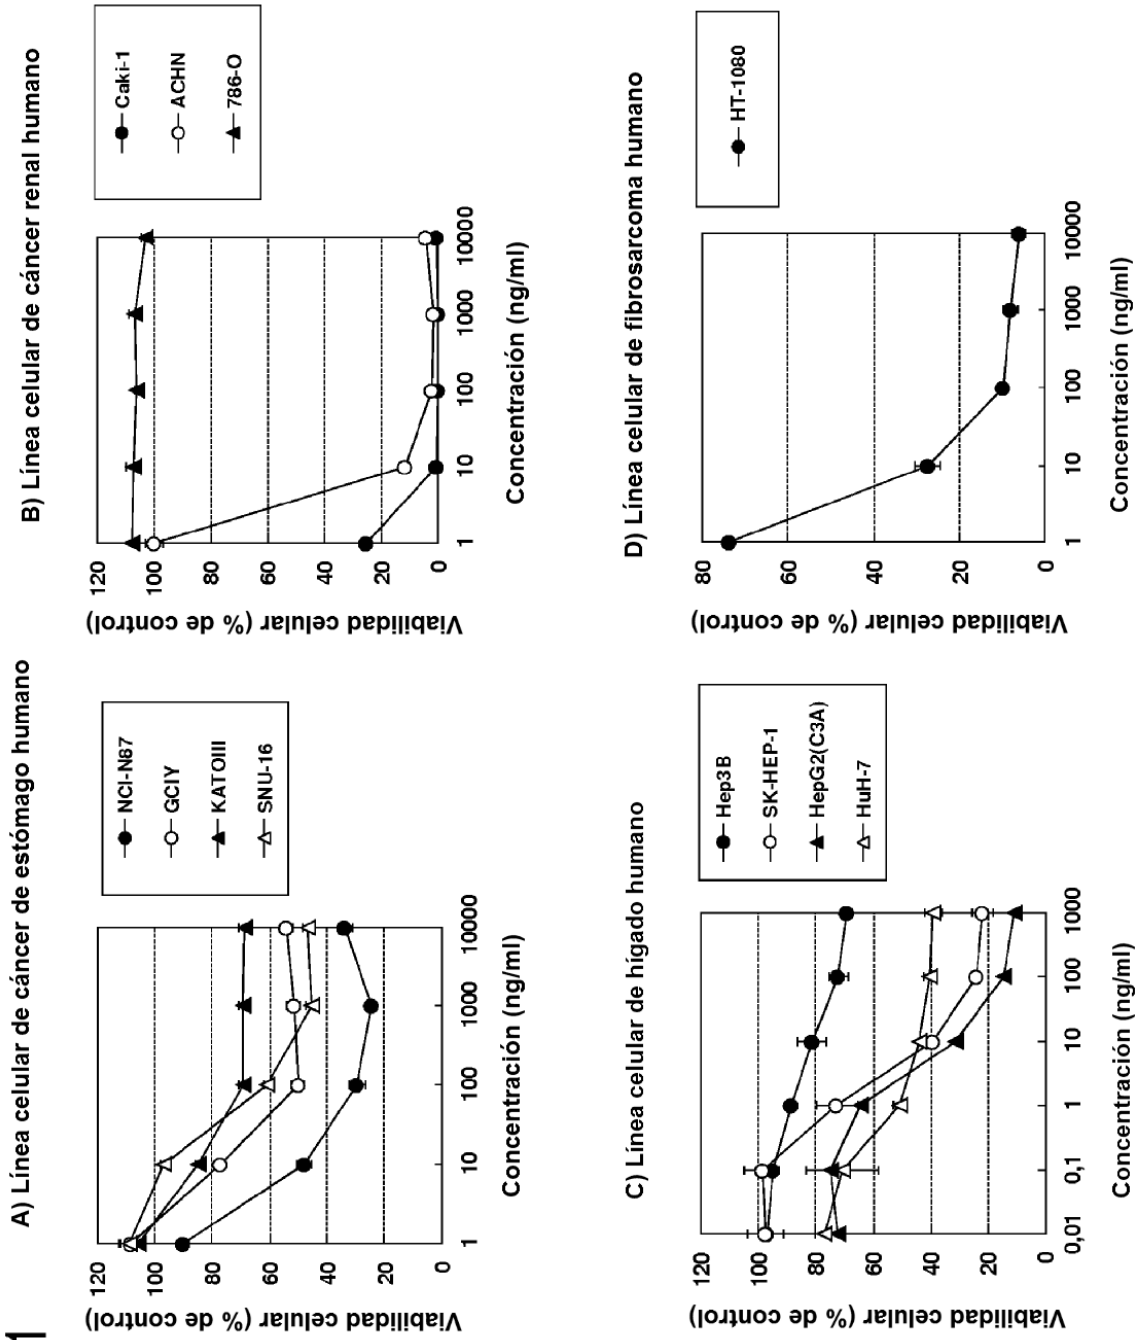 1
A) Línea celular de cáncer de estómago humano
Viabilidad celular (% de control)
120
100
80
60
40
20
0
1
10
100
1000
10000
Concentración (ng/ml)
NCI-N87
GCIY
KATOIII
SNU-16
B) Línea celular de cáncer renal humano
Viabilidad celular (% de control)
120
100
80
60
40
20
0
1
10
100
1000
10000
Concentración (ng/ml)
Caki-1
ACHN
786-O
C) Línea celular de hígado humano
Viabilidad celular (% de control)
120
100
80
60
40
20
0
0,01
0,1
1
10
100
1000
Concentración (ng/ml)
Hep3B
SK-HEP-1
HepG2(C3A)
HuH-7
D) Línea celular de fibrosarcoma humano
Viabilidad celular (% de control)
80
60
40
20
0
1
10
100
1000
10000
Concentración (ng/ml)
HT-1080